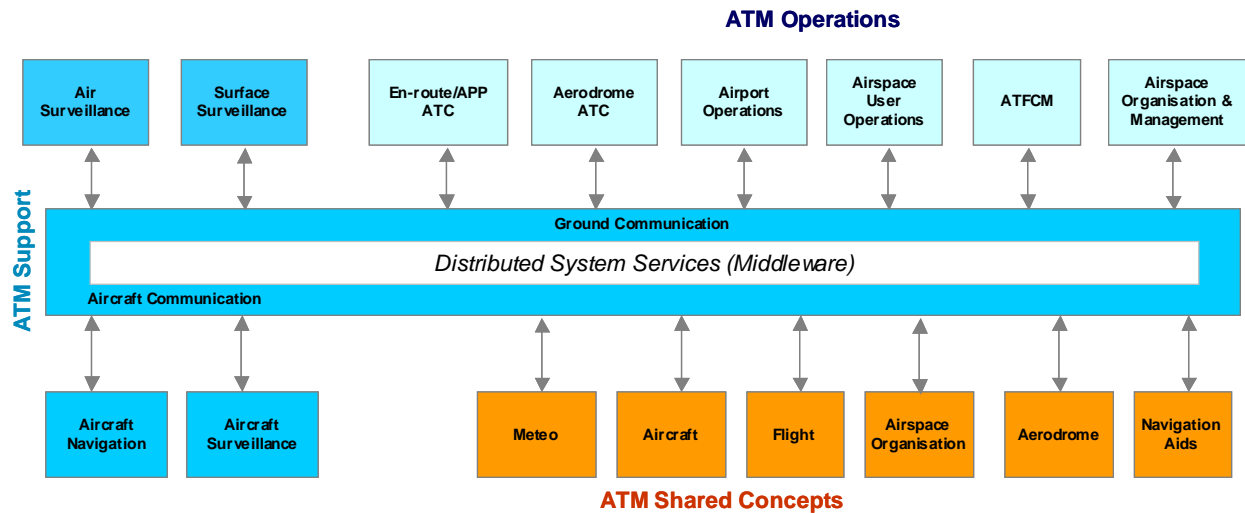 ATM Operations
Air
Surveillance
Surface
Surveillance
En-route/APP
ATC
Aerodrome
ATC
Airport
Operations
Airspace
User
Operations
ATFCM
Airspace
Organisation &
Management
ATM Support
Ground Communication
Distributed System Services (Middleware)
Aircraft Communication
Aircraft
Navigation
Aircraft
Surveillance
Meteo
Aircraft
Flight
Airspace
Organisation
Aerodrome
Navigation
Aids
ATM Shared Concepts